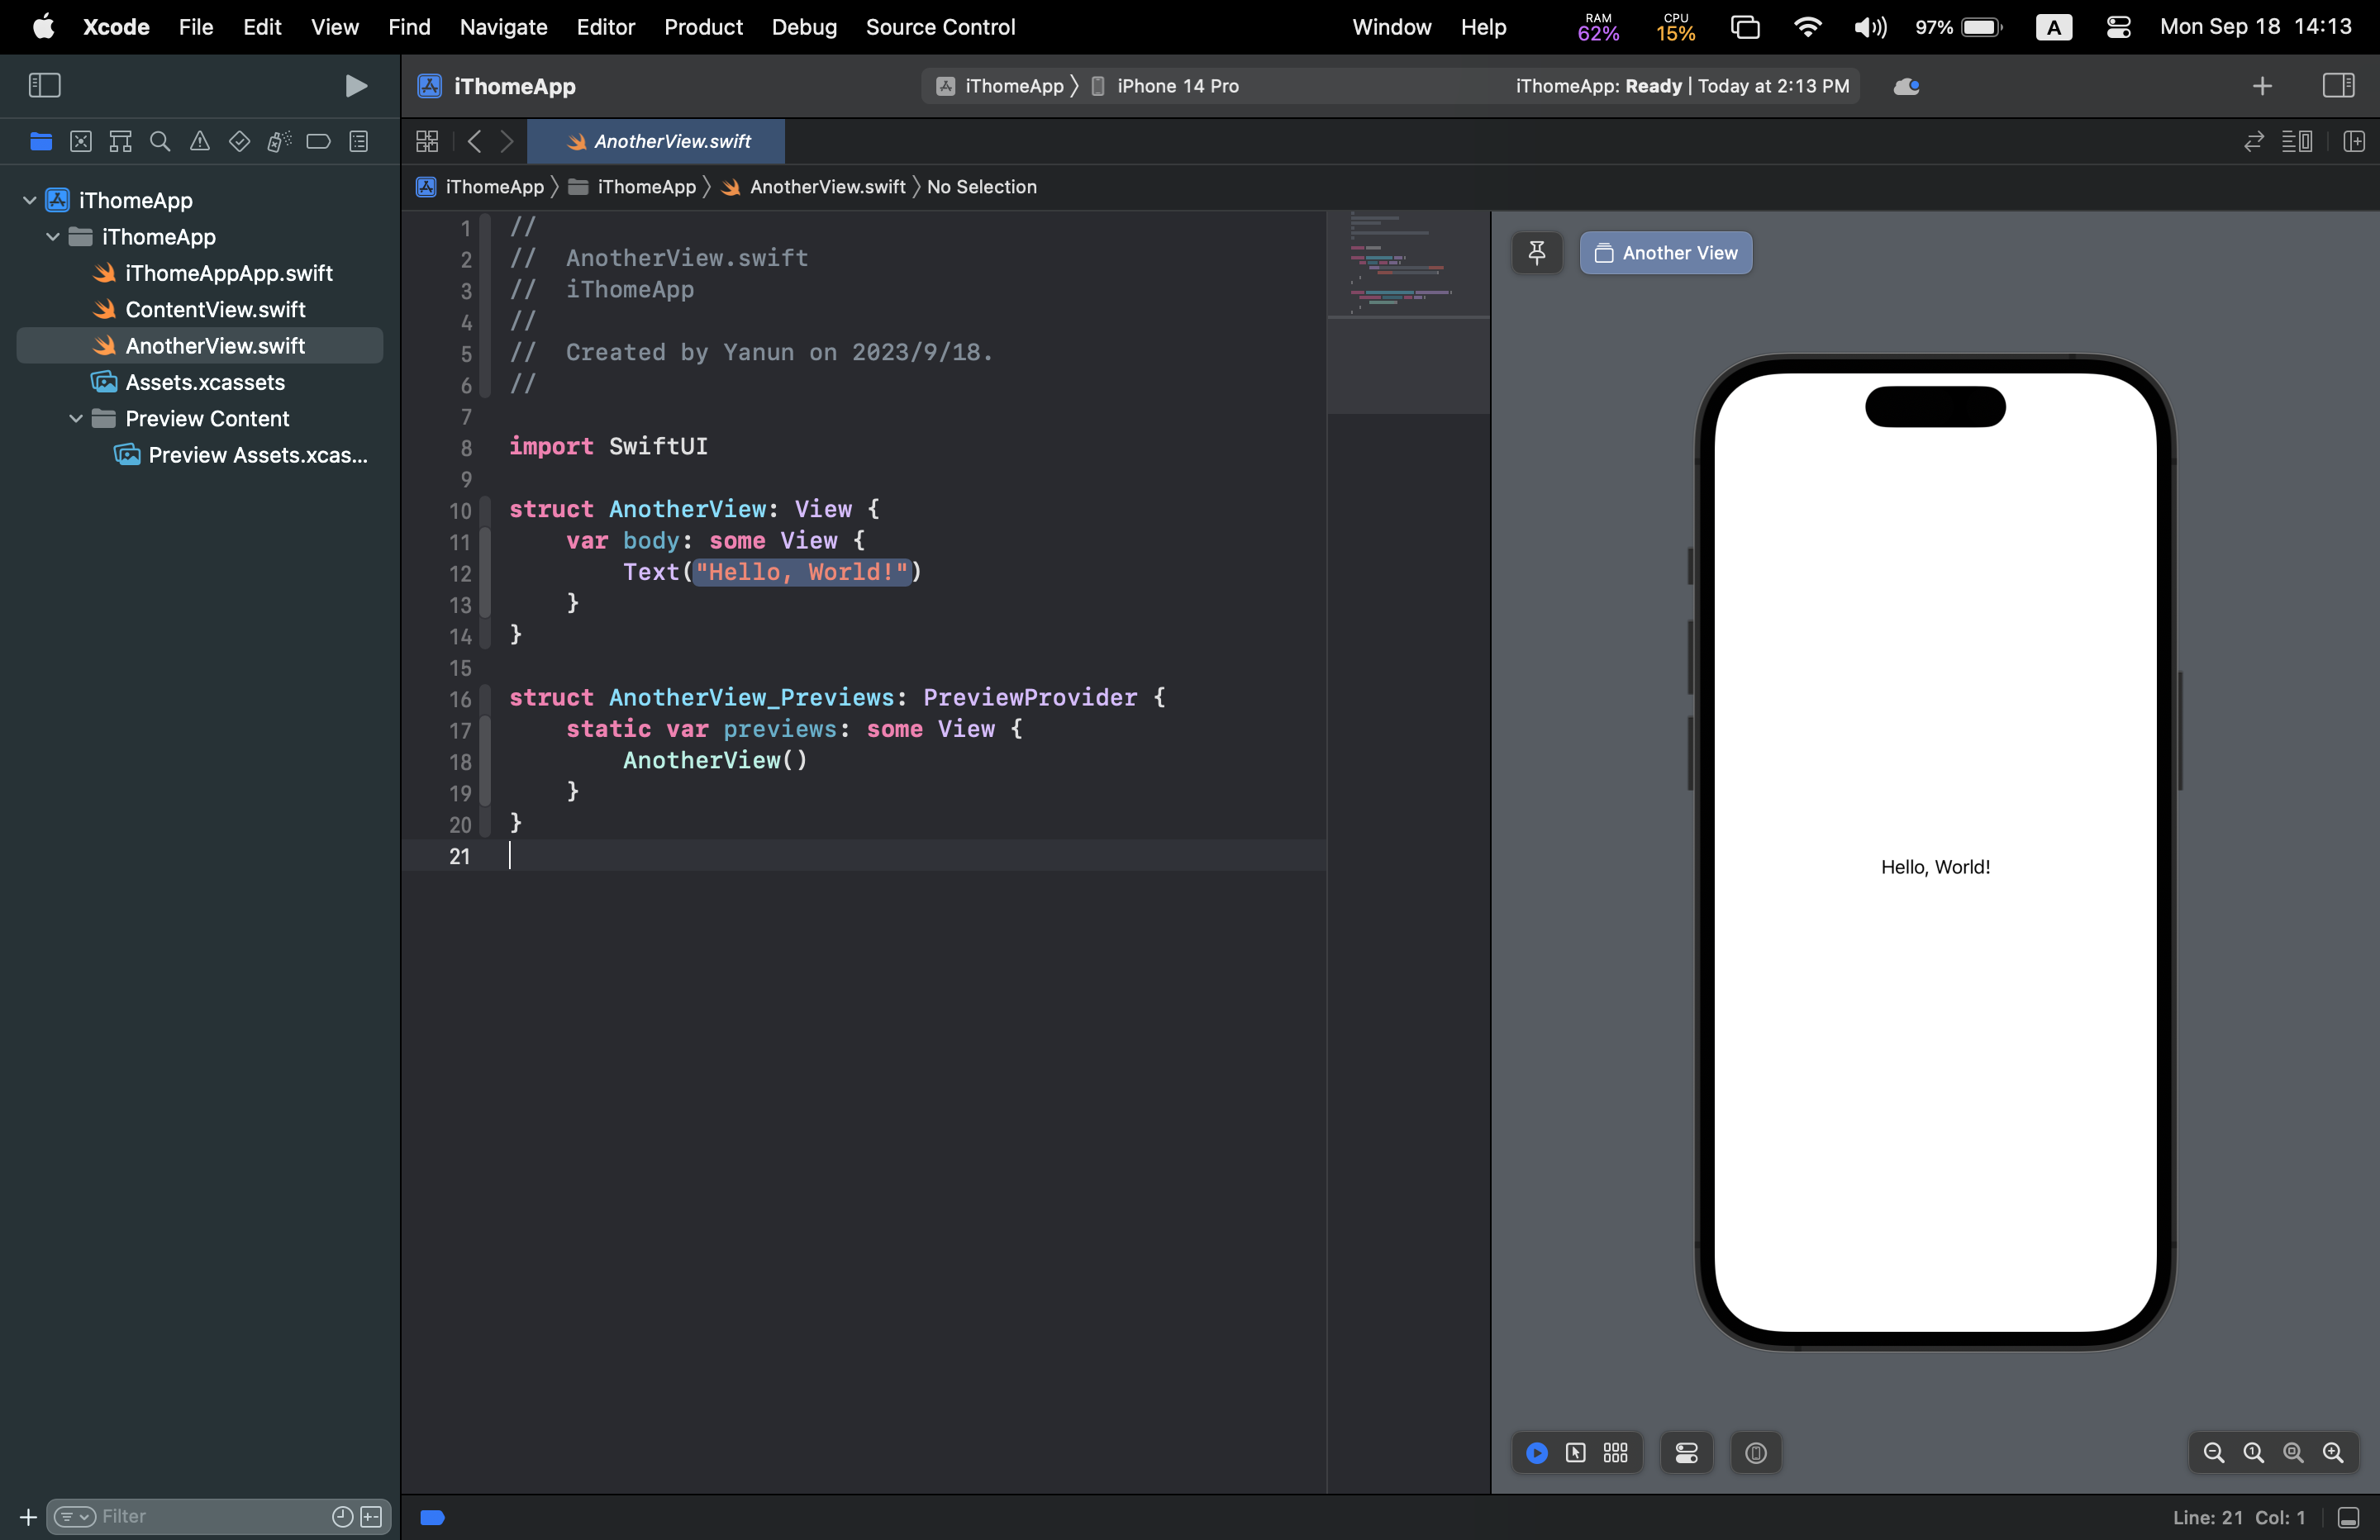 Xcode File Edit View Find Navigate Editor Product Debug Source Control Window Help RAM 62% CPU 15% 97% A Mon Sep 18 14:13
iThomeApp
iThomeApp iPhone 14 Pro
iThomeApp: Ready | Today at 2:13 PM
AnotherView.swift
iThomeApp iThomeApp AnotherView.swift No Selection
iThomeApp
iThomeApp
iThomeAppApp.swift
ContentView.swift
AnotherView.swift
Assets.xcassets
Preview Content
Preview Assets.xcas...
1 //
2 //  AnotherView.swift
3 //  iThomeApp
4 //
5 //  Created by Yanun on 2023/9/18.
6 //
7
8 import SwiftUI
9
10 struct AnotherView: View {
11     var body: some View {
12         Text("Hello, World!")
13     }
14 }
15
16 struct AnotherView_Previews: PreviewProvider {
17     static var previews: some View {
18         AnotherView()
19     }
20 }
21
Another View
Hello, World!
Filter
Line: 21 Col: 1